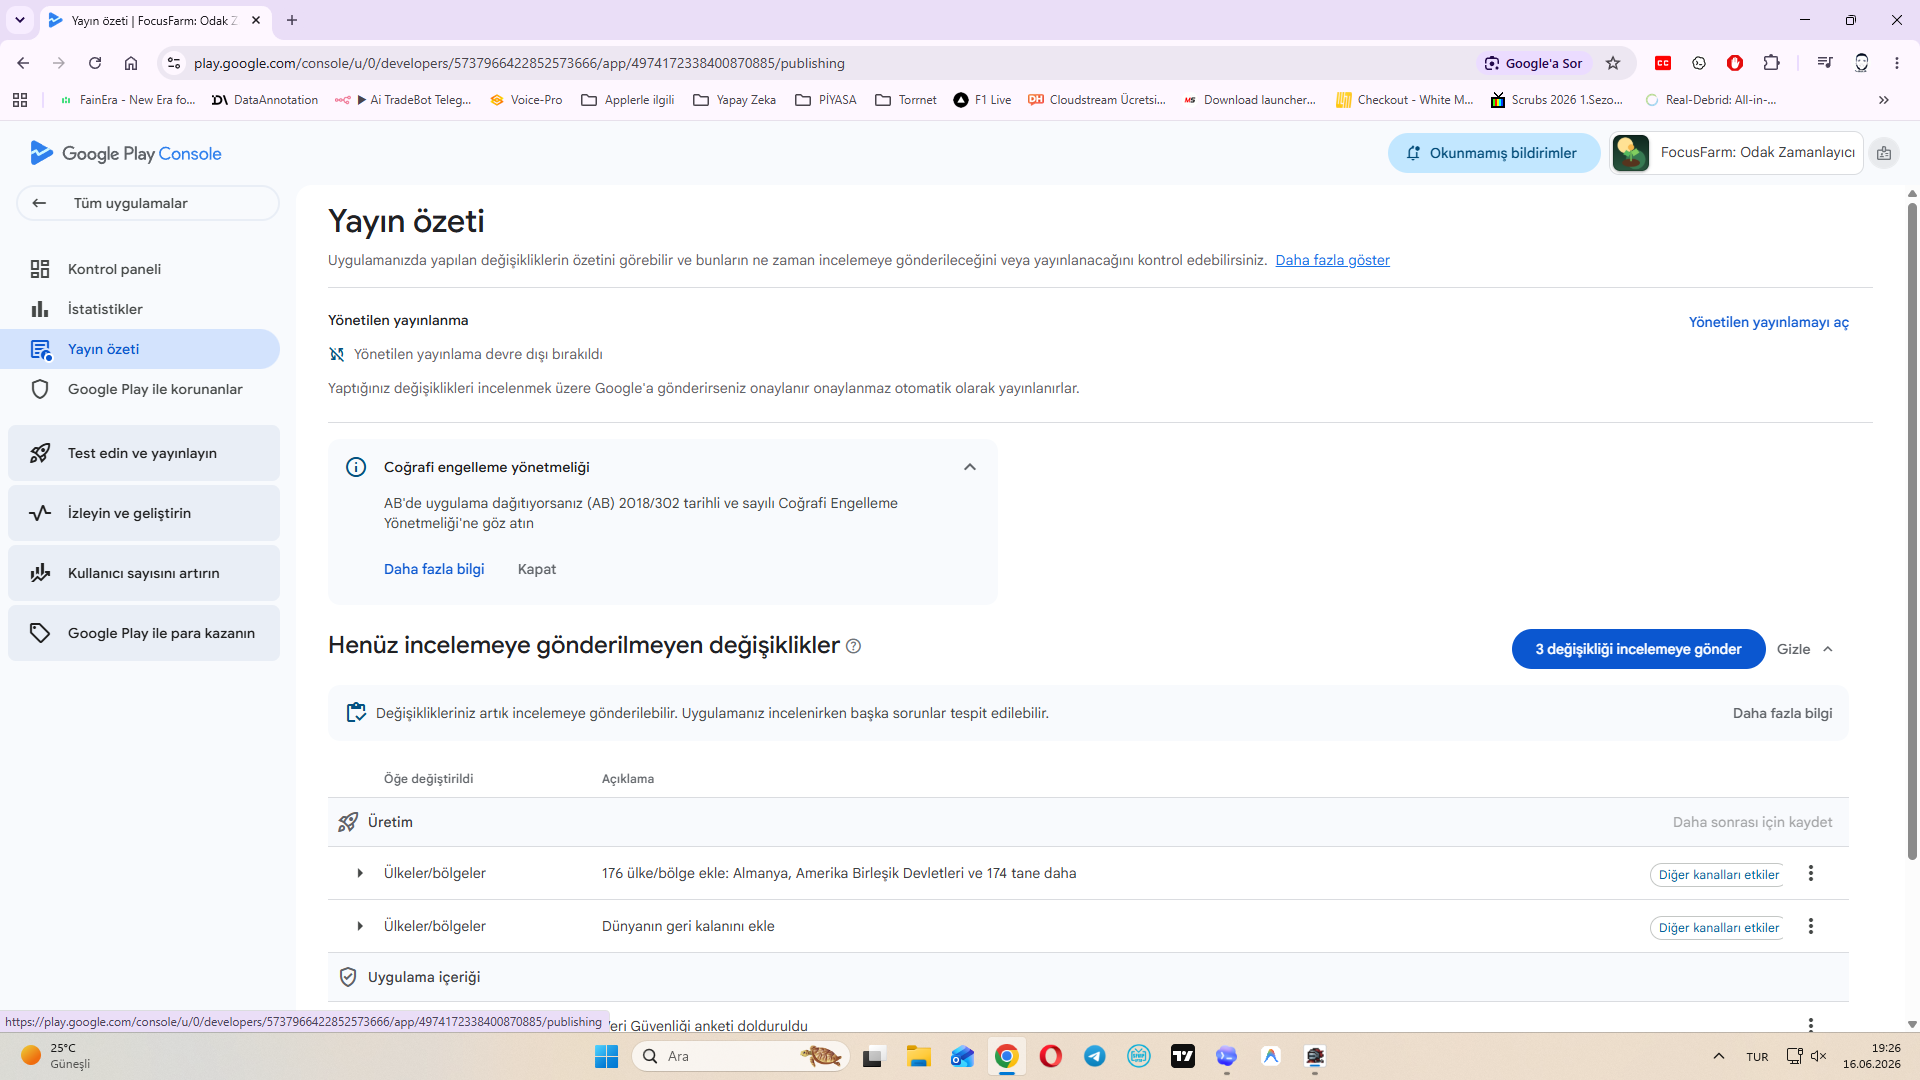 Yayın özeti | FocusFarm: Odak Z
play.google.com/console/u/0/developers/5737966422852573666/app/4974172338400870885/publishing
Google'a Sor
FainEra - New Era fo...
DataAnnotation
Ai TradeBot Teleg...
Voice-Pro
Applerle ilgili
Yapay Zeka
PİYASA
Torrnet
F1 Live
Cloudstream Ücretsi...
Download launcher...
Checkout - White M...
Scrubs 2026 1.Sezo...
Real-Debrid: All-in-...
Google Play Console
Okunmamış bildirimler
FocusFarm: Odak Zamanlayıcı
Tüm uygulamalar
Kontrol paneli
İstatistikler
Yayın özeti
Google Play ile korunanlar
Test edin ve yayınlayın
İzleyin ve geliştirin
Kullanıcı sayısını artırın
Google Play ile para kazanın
Yayın özeti
Uygulamanızda yapılan değişikliklerin özetini görebilir ve bunların ne zaman incelemeye gönderileceğini veya yayınlanacağını kontrol edebilirsiniz. Daha fazla göster
Yönetilen yayınlanma
Yönetilen yayınlamayı aç
Yönetilen yayınlama devre dışı bırakıldı
Yaptığınız değişiklikleri incelenmek üzere Google'a gönderirseniz onaylanır onaylanmaz otomatik olarak yayınlanırlar.
Coğrafi engelleme yönetmeliği
AB'de uygulama dağıtıyorsanız (AB) 2018/302 tarihli ve sayılı Coğrafi Engelleme
Yönetmeliği'ne göz atın
Daha fazla bilgi
Kapat
Henüz incelemeye gönderilmeyen değişiklikler
3 değişikliği incelemeye gönder
Gizle
Değişiklikleriniz artık incelemeye gönderilebilir. Uygulamanız incelenirken başka sorunlar tespit edilebilir.
Daha fazla bilgi
Öğe değiştirildi
Açıklama
Üretim
Daha sonrası için kaydet
Ülkeler/bölgeler
176 ülke/bölge ekle: Almanya, Amerika Birleşik Devletleri ve 174 tane daha
Diğer kanalları etkiler
Ülkeler/bölgeler
Dünyanın geri kalanını ekle
Diğer kanalları etkiler
Uygulama içeriği
https://play.google.com/console/u/0/developers/5737966422852573666/app/4974172338400870885/publishing
eri Güvenliği anketi dolduruldu
25°C
Güneşli
Ara
TUR
19:26
16.06.2026